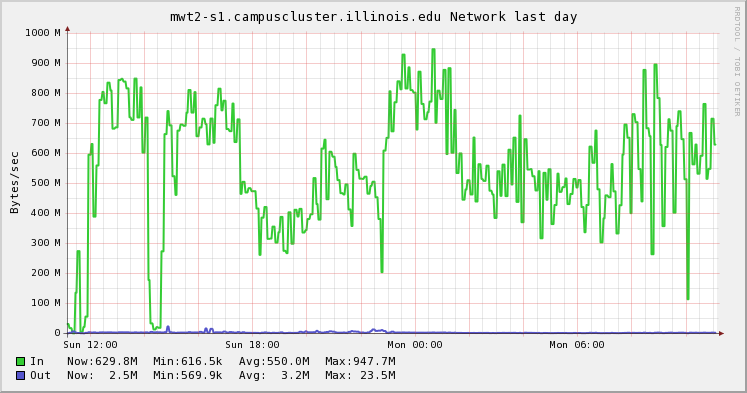 mwt2-s1.campuscluster.illinois.edu Network last day
RRDTOOL / TOBI OETIKER
Bytes/sec
1000 M
900 M
800 M
700 M
600 M
500 M
400 M
300 M
200 M
100 M
0
Sun 12:00 Sun 18:00 Mon 00:00 Mon 06:00
In Now:629.8M Min:616.5k Avg:550.0M Max:947.7M
Out Now: 2.5M Min:569.9k Avg: 3.2M Max: 23.5M